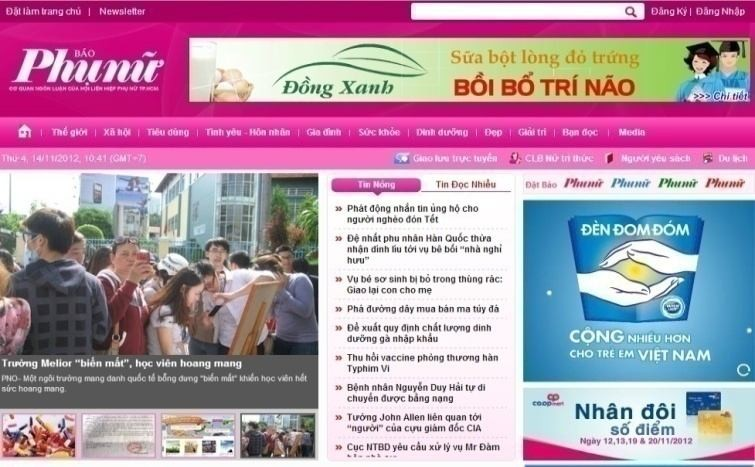 Đặt làm trang chủ | Newsletter
Đăng Ký | Đăng Nhập
BÁO
Phụ nữ
CƠ QUAN NGÔN LUẬN CỦA HỘI LIÊN HIỆP PHỤ NỮ TP.HCM
Đồng Xanh
Sữa bột lòng đỏ trứng
BỒI BỔ TRÍ NÃO
>>> Chi tiết
Thế giới | Xã hội | Tiêu dùng | Tình yêu - Hôn nhân | Gia đình | Sức khỏe | Dinh dưỡng | Đẹp | Giải trí | Bạn đọc | Media
Thứ 4, 14/11/2012, 10:41 (GMT+7)
Giao lưu trực tuyến
CLB Nữ trí thức
Người yêu sách
Du lịch
Trường Melior "biến mất", học viên hoang mang
PNO- Một ngôi trường mang danh quốc tế bỗng dưng "biến mất" khiến học viên hết
sức hoang mang.
Tin Nóng
Tin Đọc Nhiều
Phát động nhắn tin ủng hộ cho
người nghèo đón Tết
Đệ nhất phu nhân Hàn Quốc thừa
nhận dính líu tới vụ bê bối "nhà nghỉ
hưu"
Vụ bé sơ sinh bị bỏ trong thùng rác:
Giao lại con cho mẹ
Phá đường dây mua bán ma túy đá
Đề xuất quy định chất lượng dinh
dưỡng gà nhập khẩu
Thu hồi vaccine phòng thương hàn
Typhim Vi
Bệnh nhân Nguyễn Duy Hải tự di
chuyển được bằng nạng
Tướng John Allen liên quan tới
"người" của cựu giám đốc CIA
Cục NTBD yêu cầu xử lý vụ Mr Đàm
Đặt Báo Phụ nữ Phụ nữ Phụ nữ Phụ nữ
ĐÈN ĐOM ĐÓM
CỘNG NHIỀU HƠN
CHO TRẺ EM VIỆT NAM
co.opmart
Nhân đôi
số điểm
Ngày 12,13,19 & 20/11/2012